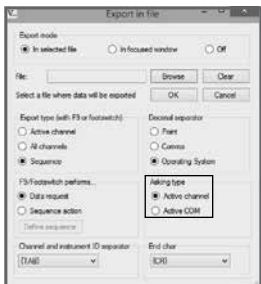 Export in file
Export mode
In selected file
In focused window
Off
File:
Browse
Clear
Select a file where data will be exported
OK
Cancel
Export type (with F9 or footswitch)
Active channel
All channels
Sequence
Decimal separator
Point
Comma
Operating System
F9/Footswitch performs...
Data request
Sequence action
Define sequence
Asking type
Active channel
Active COM
Channel and instrument ID separator
[TAB]
End char
[CR]